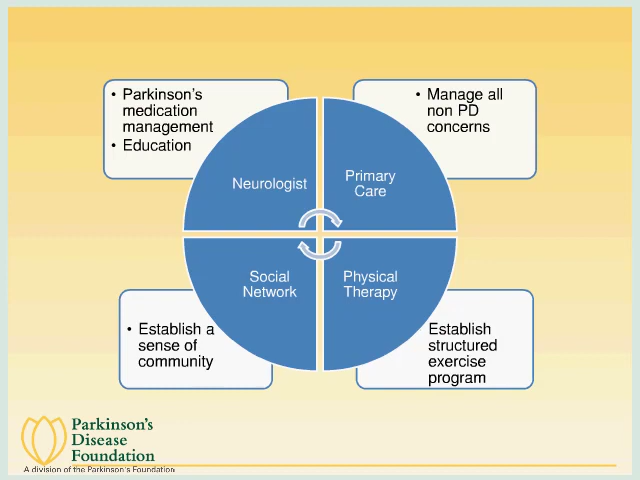 • Parkinson's
medication
management
• Education
• Manage all
non PD
concerns
Neurologist
Primary
Care
Social
Network
Physical
Therapy
• Establish a
sense of
community
Establish
structured
exercise
program
Parkinson's
Disease
Foundation
A division of the Parkinson's Foundation